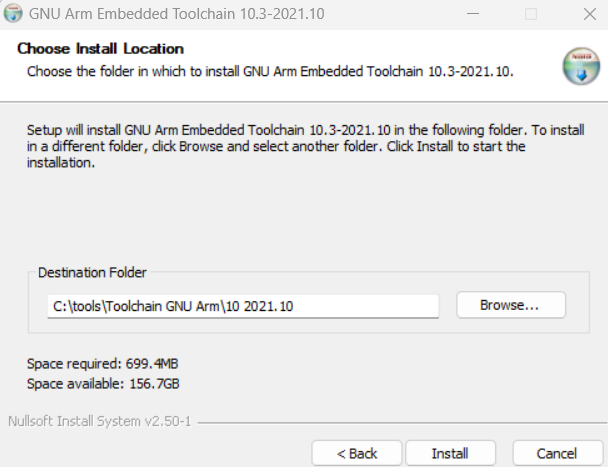 GNU Arm Embedded Toolchain 10.3-2021.10
Choose Install Location
Choose the folder in which to install GNU Arm Embedded Toolchain 10.3-2021.10.
Setup will install GNU Arm Embedded Toolchain 10.3-2021.10 in the following folder. To install
in a different folder, click Browse and select another folder. Click Install to start the
installation.
Destination Folder
C:\tools\Toolchain GNU Arm\10 2021.10
Browse...
Space required: 699.4MB
Space available: 156.7GB
Nullsoft Install System v2.50-1
< Back
Install
Cancel